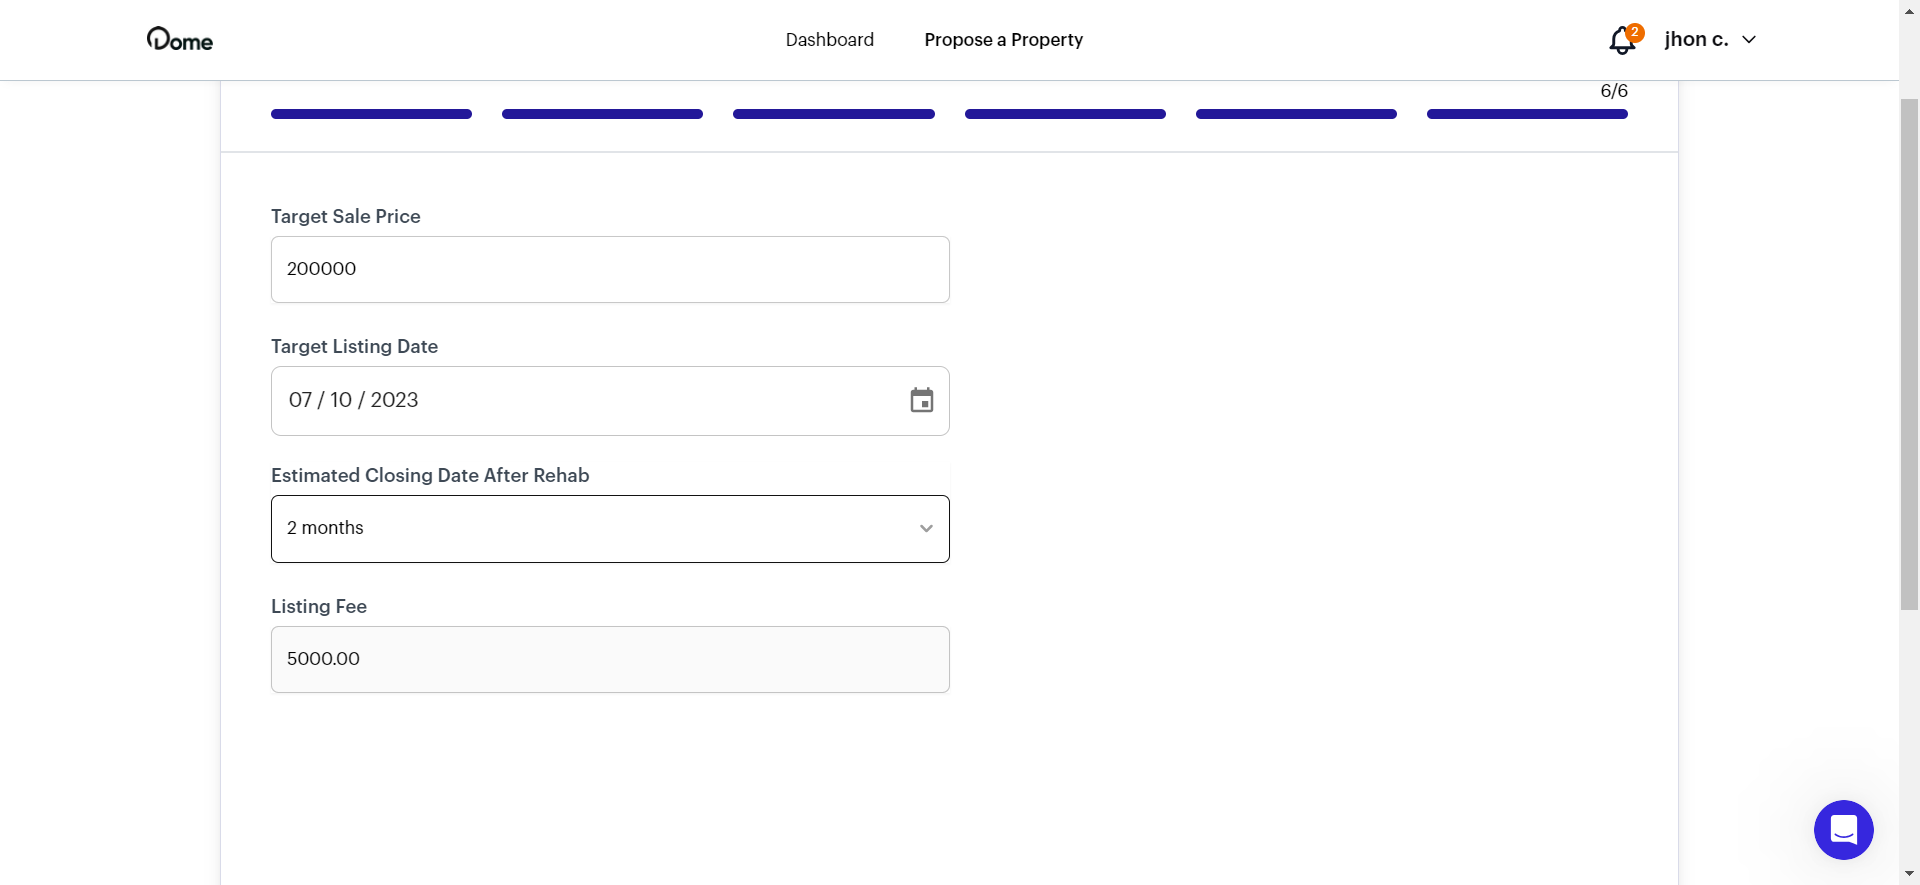 Dome
Dashboard
Propose a Property
2
jhon c.
6/6
Target Sale Price
200000
Target Listing Date
07 / 10 / 2023
Estimated Closing Date After Rehab
2 months
Listing Fee
5000.00